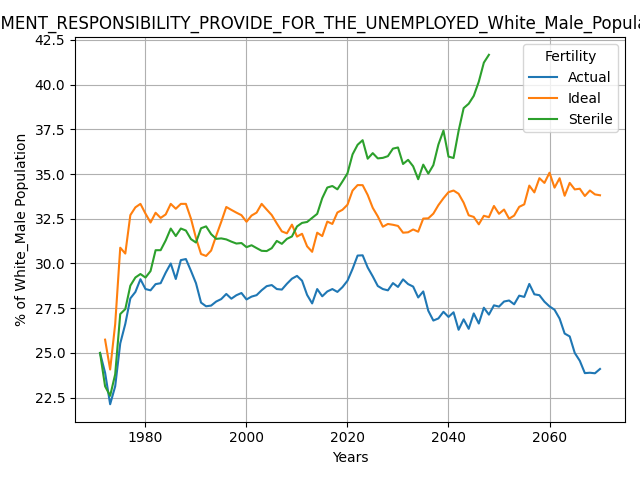 MENT_RESPONSIBILITY_PROVIDE_FOR_THE_UNEMPLOYED_White_Male_Popula
42.5
40.0
37.5
35.0
32.5
30.0
27.5
25.0
22.5
% of White_Male Population
Fertility
Actual
Ideal
Sterile
1980 2000 2020 2040 2060
Years